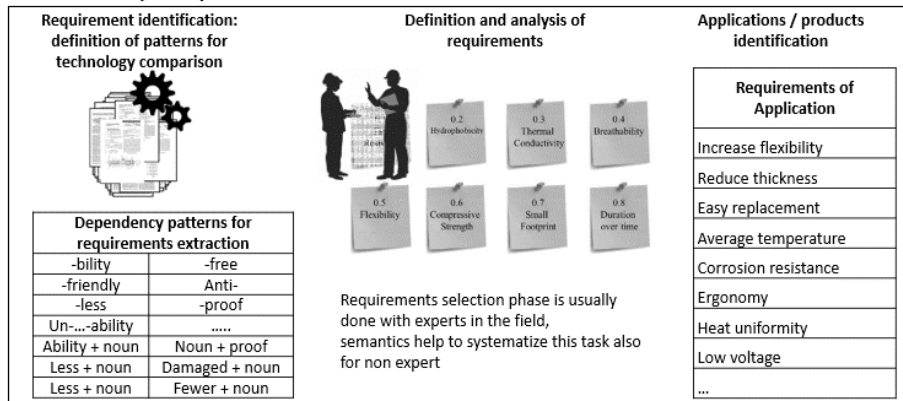 Requirement identification:
definition of patterns for
technology comparison
Dependency patterns for
requirements extraction
-bility -free
-friendly Anti-
-less -proof
Un-...-ability .....
Ability + noun Noun + proof
Less + noun Damaged + noun
Less + noun Fewer + noun
Definition and analysis of
requirements
0.2
Hydrophobicity
0.3
Thermal
Conductivity
0.4
Breathability
0.5
Flexibility
0.6
Compressive
Strength
0.7
Small
Footprint
0.8
Duration
over time
Requirements selection phase is usually
done with experts in the field,
semantics help to systematize this task also
for non expert
Applications / products
identification
Requirements of
Application
Increase flexibility
Reduce thickness
Easy replacement
Average temperature
Corrosion resistance
Ergonomy
Heat uniformity
Low voltage
...